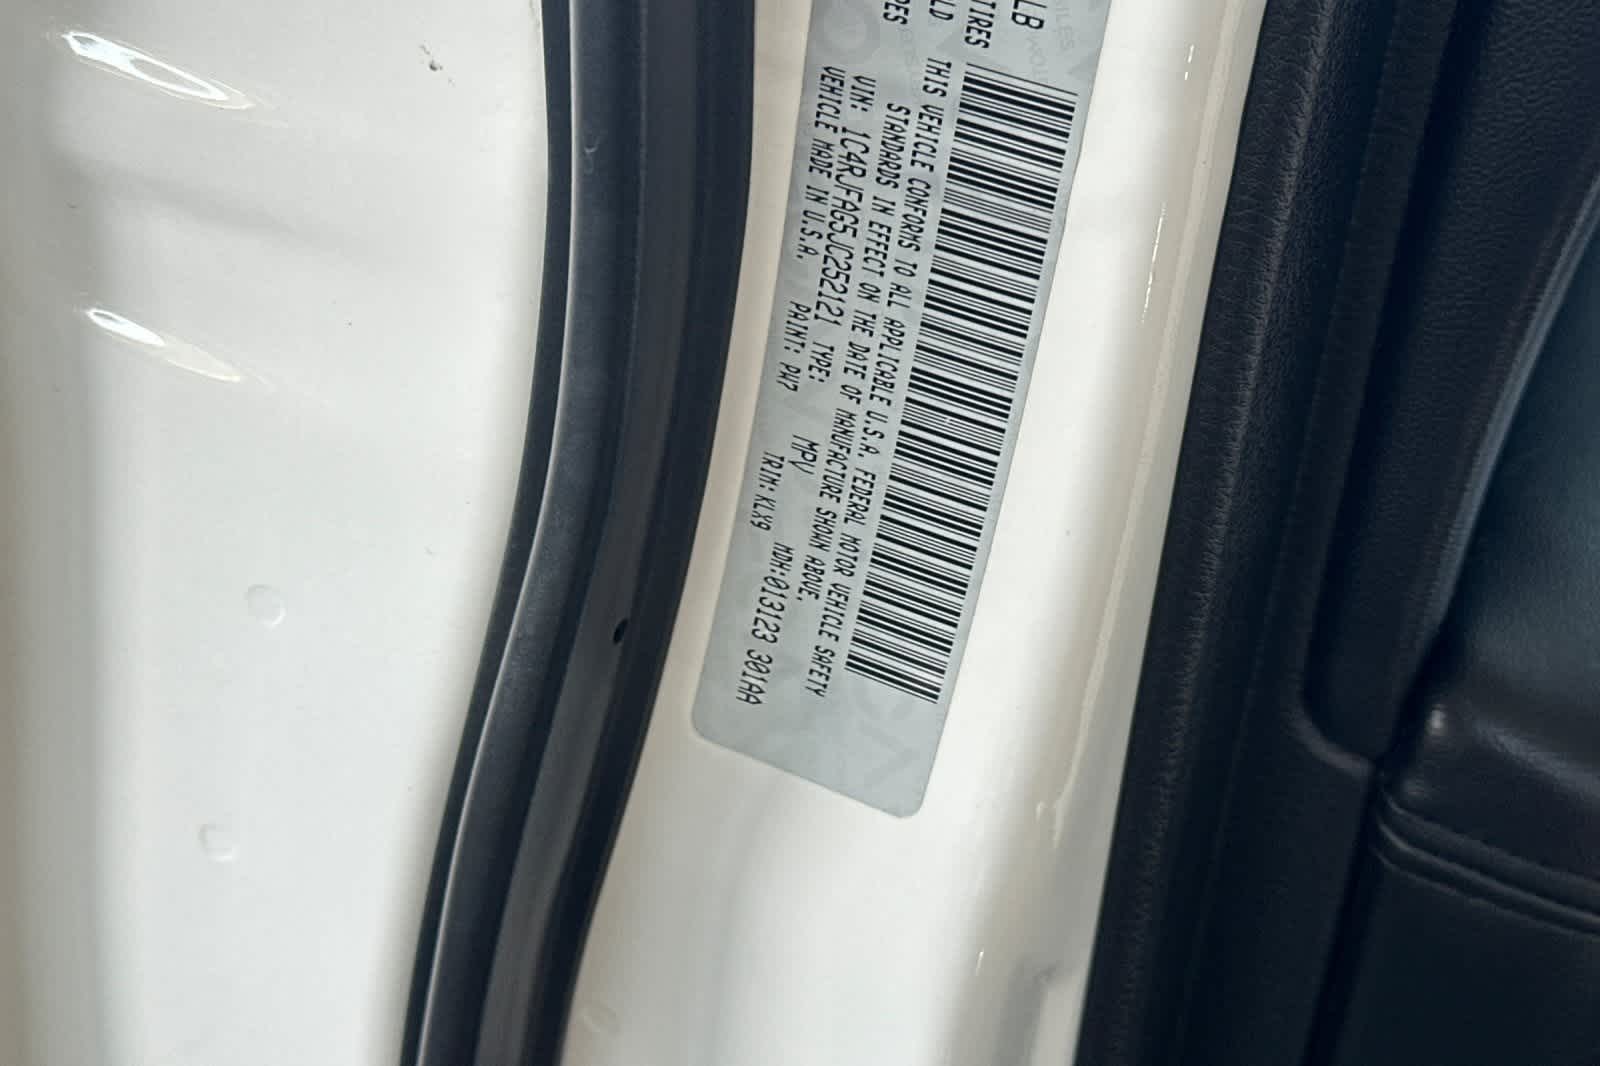 LB
LD
TIRES
THIS VEHICLE CONFORMS TO ALL APPLICABLE U.S.A. FEDERAL MOTOR VEHICLE SAFETY
STANDARDS IN EFFECT ON THE DATE OF MANUFACTURE SHOWN ABOVE.
VIN: 1C4RJFAG5JC252121 TYPE: MPV MDH:013123 301AA
VEHICLE MADE IN U.S.A. PAINT: PW7 TRIM: KLX9